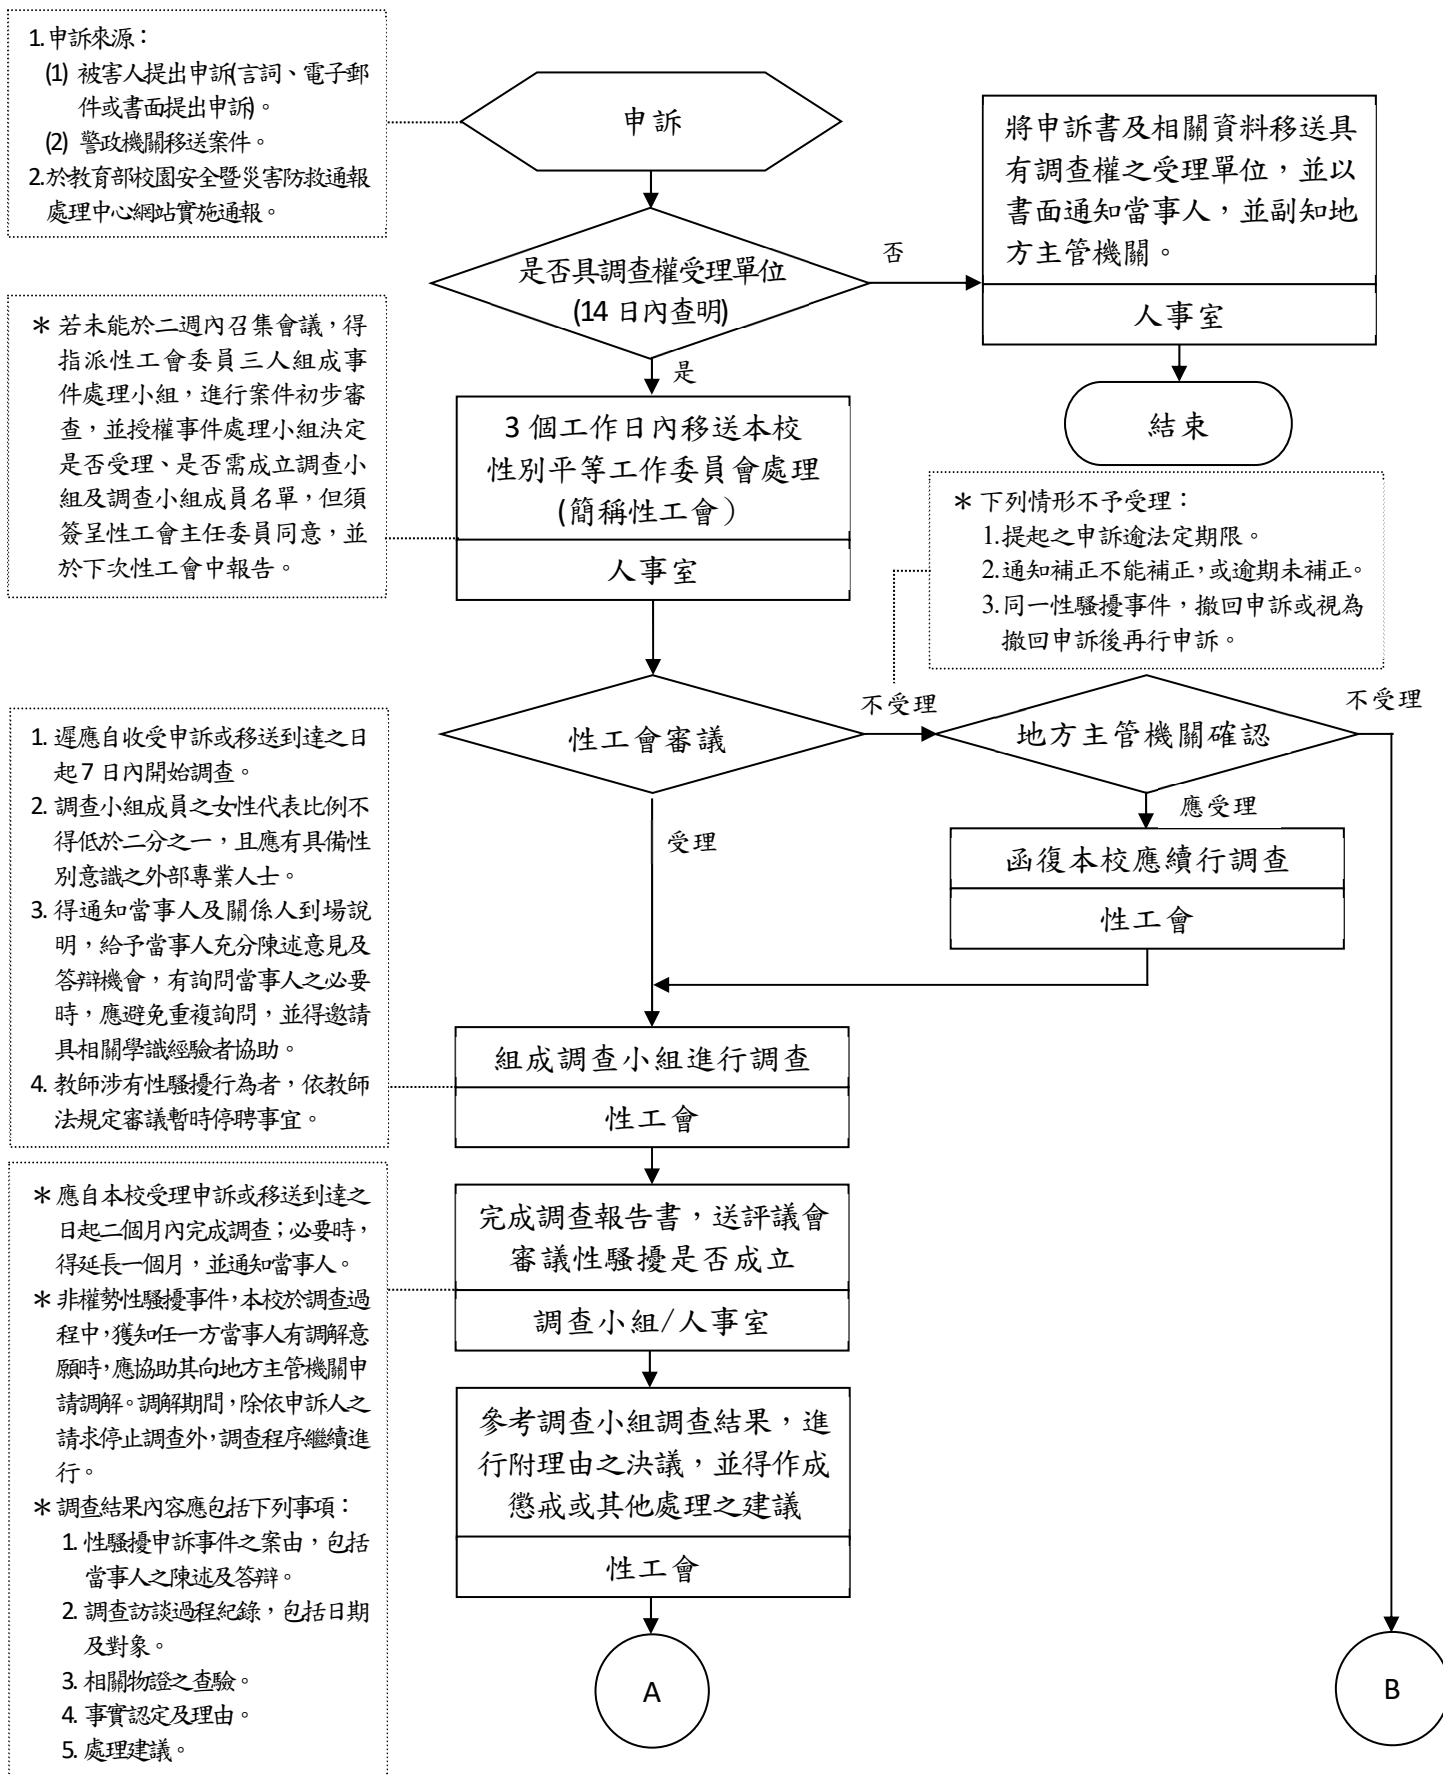 1.申訴來源：
(1) 被害人提出申訴(言詞、電子郵
件或書面提出申訴)。
(2) 警政機關移送案件。
2.於教育部校園安全暨災害防救通報
處理中心網站實施通報。
申訴
將申訴書及相關資料移送具
有調查權之受理單位，並以
書面通知當事人，並副知地
方主管機關。
人事室
結束
是否具調查權受理單位
(14 日內查明)
否
是
＊ 若未能於二週內召集會議，得
指派性工會委員三人組成事
件處理小組，進行案件初步審
查，並授權事件處理小組決定
是否受理、是否需成立調查小
組及調查小組成員名單，但須
簽呈性工會主任委員同意，並
於下次性工會中報告。
3 個工作日內移送本校
性別平等工作委員會處理
(簡稱性工會）
人事室
＊ 下列情形不予受理：
1.提起之申訴逾法定期限。
2.通知補正不能補正，或逾期未補正。
3.同一性騷擾事件，撤回申訴或視為
撤回申訴後再行申訴。
性工會審議
不受理
地方主管機關確認
不受理
應受理
受理
函復本校應續行調查
性工會
1. 遲應自收受申訴或移送到達之日
起 7 日內開始調查。
2. 調查小組成員之女性代表比例不
得低於二分之一，且應有具備性
別意識之外部專業人士。
3. 得通知當事人及關係人到場說
明，給予當事人充分陳述意見及
答辯機會，有詢問當事人之必要
時，應避免重複詢問，並得邀請
具相關學識經驗者協助。
4. 教師涉有性騷擾行為者，依教師
法規定審議暫時停聘事宜。
組成調查小組進行調查
性工會
＊ 應自本校受理申訴或移送到達之
日起二個月內完成調查；必要時，
得延長一個月，並通知當事人。
＊ 非權勢性騷擾事件，本校於調查過
程中，獲知任一方當事人有調解意
願時，應協助其向地方主管機關申
請調解。調解期間，除依申訴人之
請求停止調查外，調查程序繼續進
行。
＊ 調查結果內容應包括下列事項：
1. 性騷擾申訴事件之案由，包括
當事人之陳述及答辯。
2. 調查訪談過程紀錄，包括日期
及對象。
3. 相關物證之查驗。
4. 事實認定及理由。
5. 處理建議。
完成調查報告書，送評議會
審議性騷擾是否成立
調查小組/人事室
參考調查小組調查結果，進
行附理由之決議，並得作成
懲戒或其他處理之建議
性工會
A
B